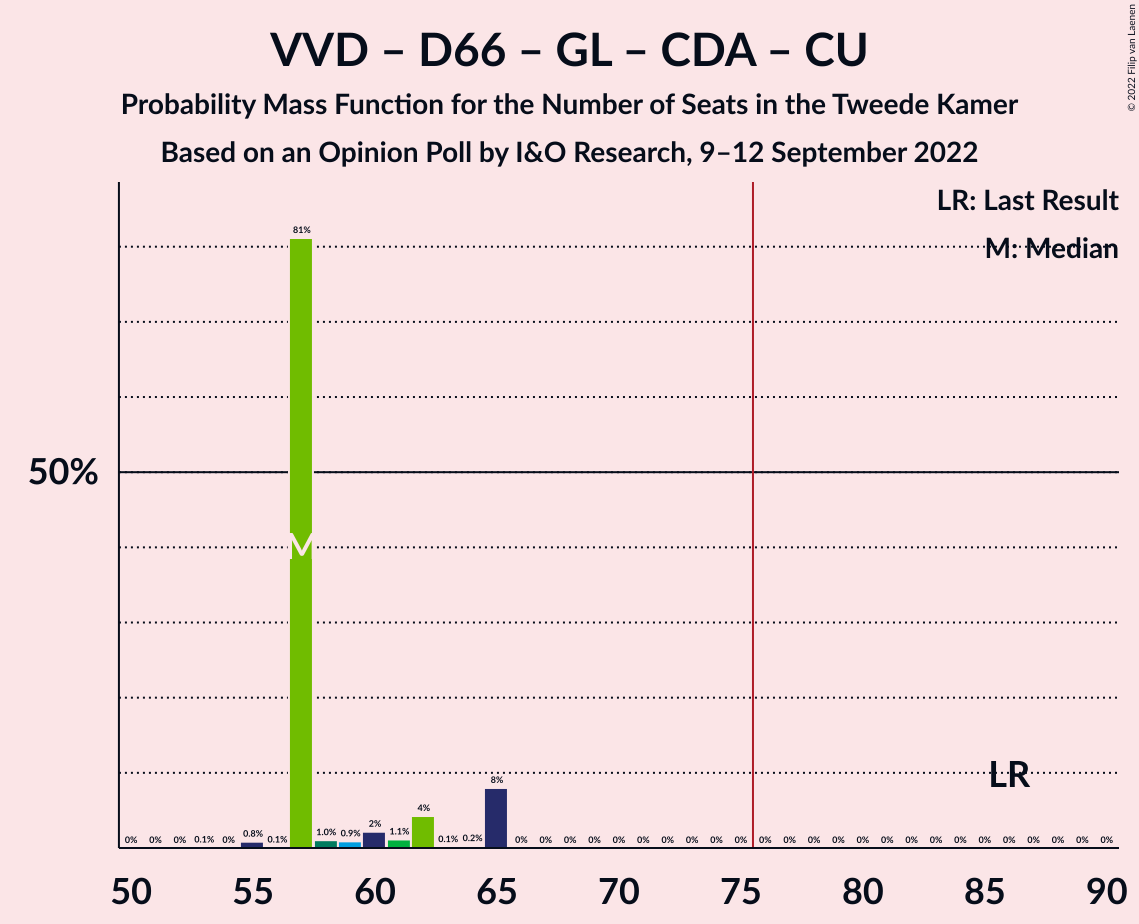 VVD – D66 – GL – CDA – CU
Probability Mass Function for the Number of Seats in the Tweede Kamer
Based on an Opinion Poll by I&O Research, 9–12 September 2022
© 2022 Filip van Laenen
LR: Last Result
M: Median
50%
81%
M
LR
0% 0% 0% 0.1% 0% 0.8% 0.1% 1.0% 0.9% 2% 1.1% 4% 0.1% 0.2% 8% 0% 0% 0% 0% 0% 0% 0% 0% 0% 0% 0% 0% 0% 0% 0% 0% 0% 0% 0% 0% 0% 0% 0% 0% 0%
50 55 60 65 70 75 80 85 90